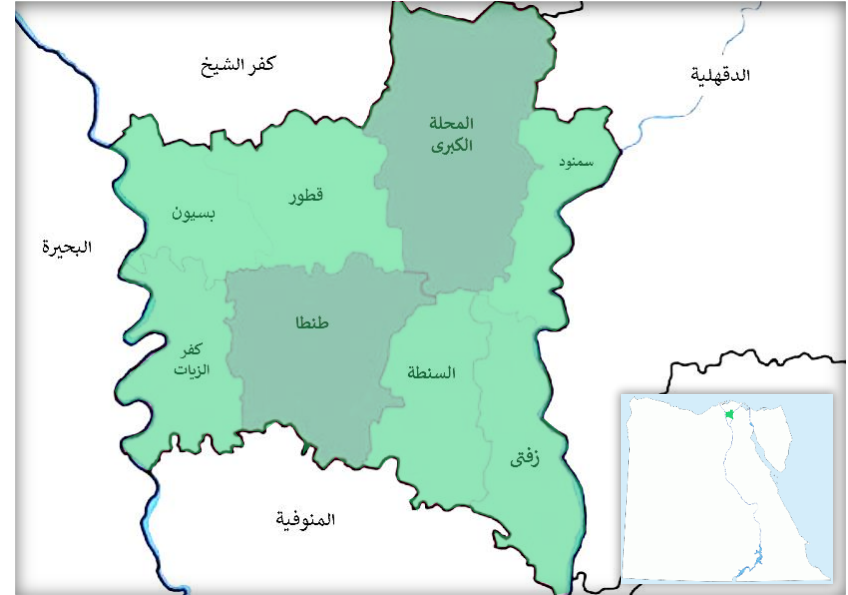 كفر الشيخ
الدقهلية
المحلة
الكبرى
سمنود
قطور
بسيون
البحيرة
طنطا
كفر
الزيات
السنطة
زفتى
المنوفية